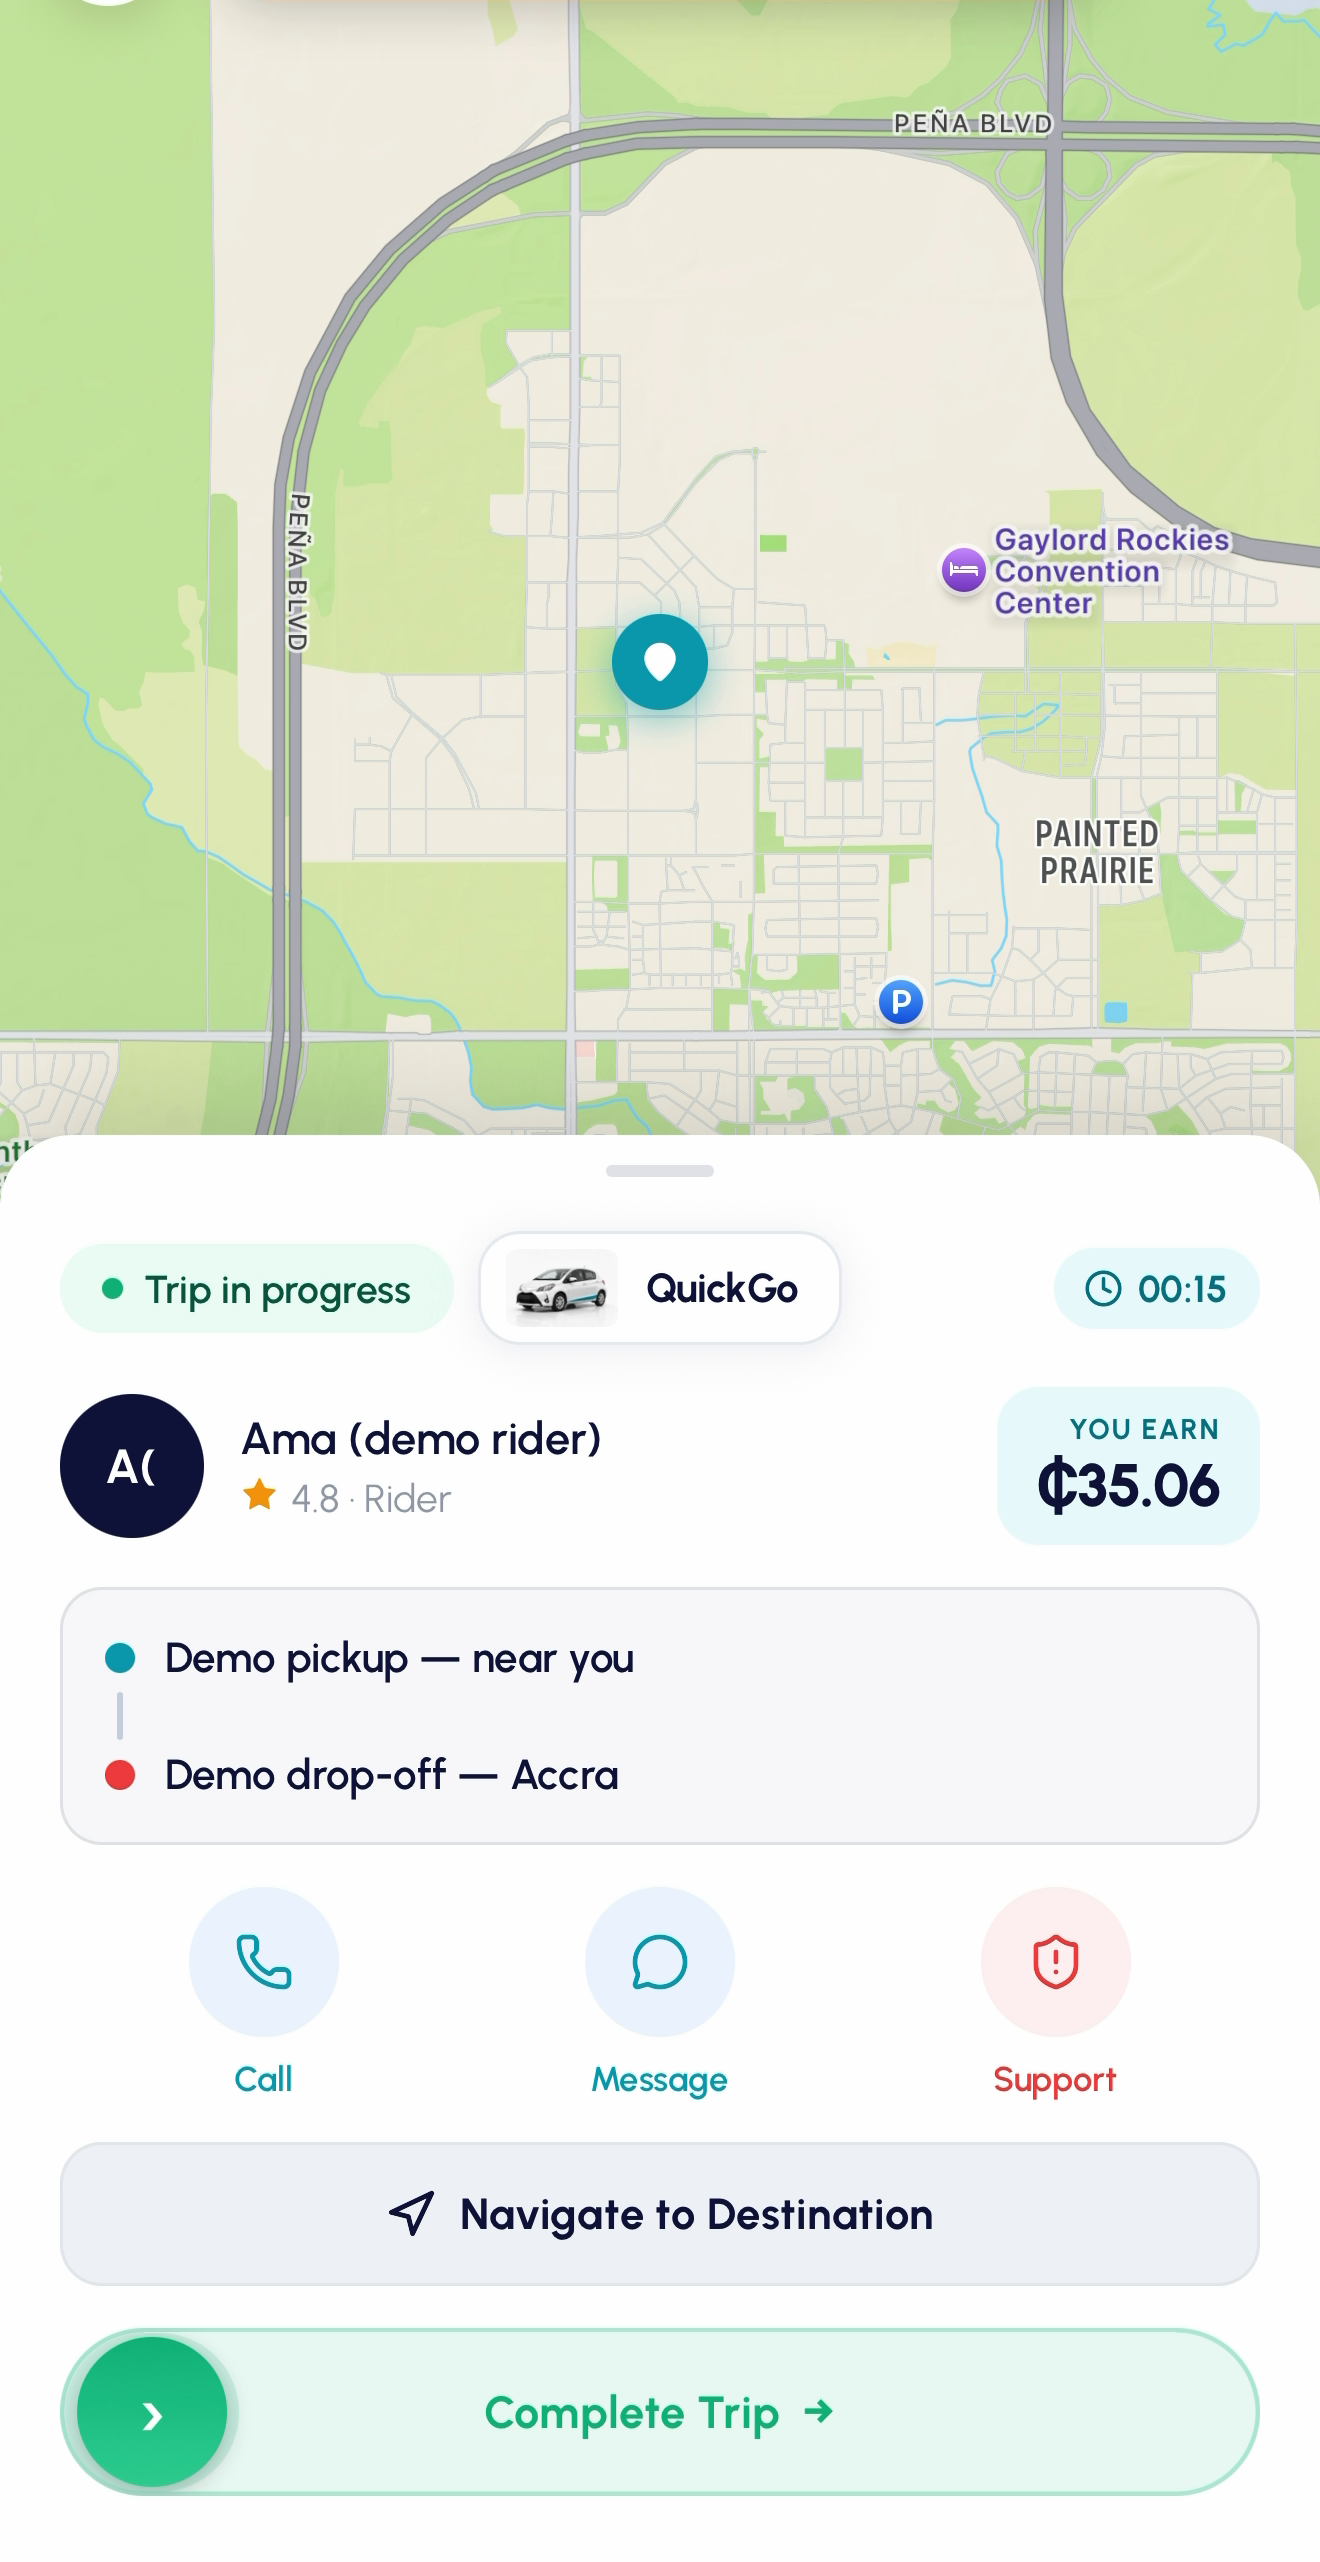 PEÑA BLVD
PEÑA BLVD
Gaylord Rockies
Convention
Center
PAINTED
PRAIRIE
P
Trip in progress
QuickGo
00:15
A(
Ama (demo rider)
4.8 · Rider
YOU EARN
₵35.06
Demo pickup — near you
Demo drop-off — Accra
Call
Message
Support
Navigate to Destination
Complete Trip →